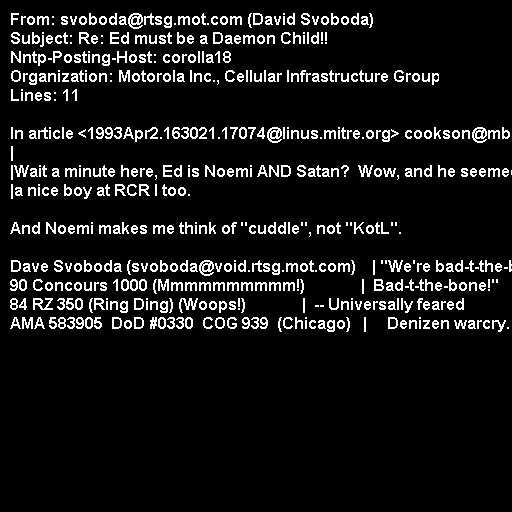 From: svoboda@rtsg.mot.com (David Svoboda)
Subject: Re: Ed must be a Daemon Child!!
Nntp-Posting-Host: corolla18
Organization: Motorola Inc., Cellular Infrastructure Group
Lines: 11

In article <1993Apr2.163021.17074@linus.mitre.org> cookson@mb
|
|Wait a minute here, Ed is Noemi AND Satan?  Wow, and he seeme
|a nice boy at RCR I too.

And Noemi makes me think of "cuddle", not "KotL".

Dave Svoboda (svoboda@void.rtsg.mot.com)    | "We're bad-t-the-b
90 Concours 1000 (Mmmmmmmmmm!)              |  Bad-t-the-bone!"
84 RZ 350 (Ring Ding) (Woops!)              |  -- Universally feared
AMA 583905  DoD #0330  COG 939  (Chicago)   |     Denizen warcry.